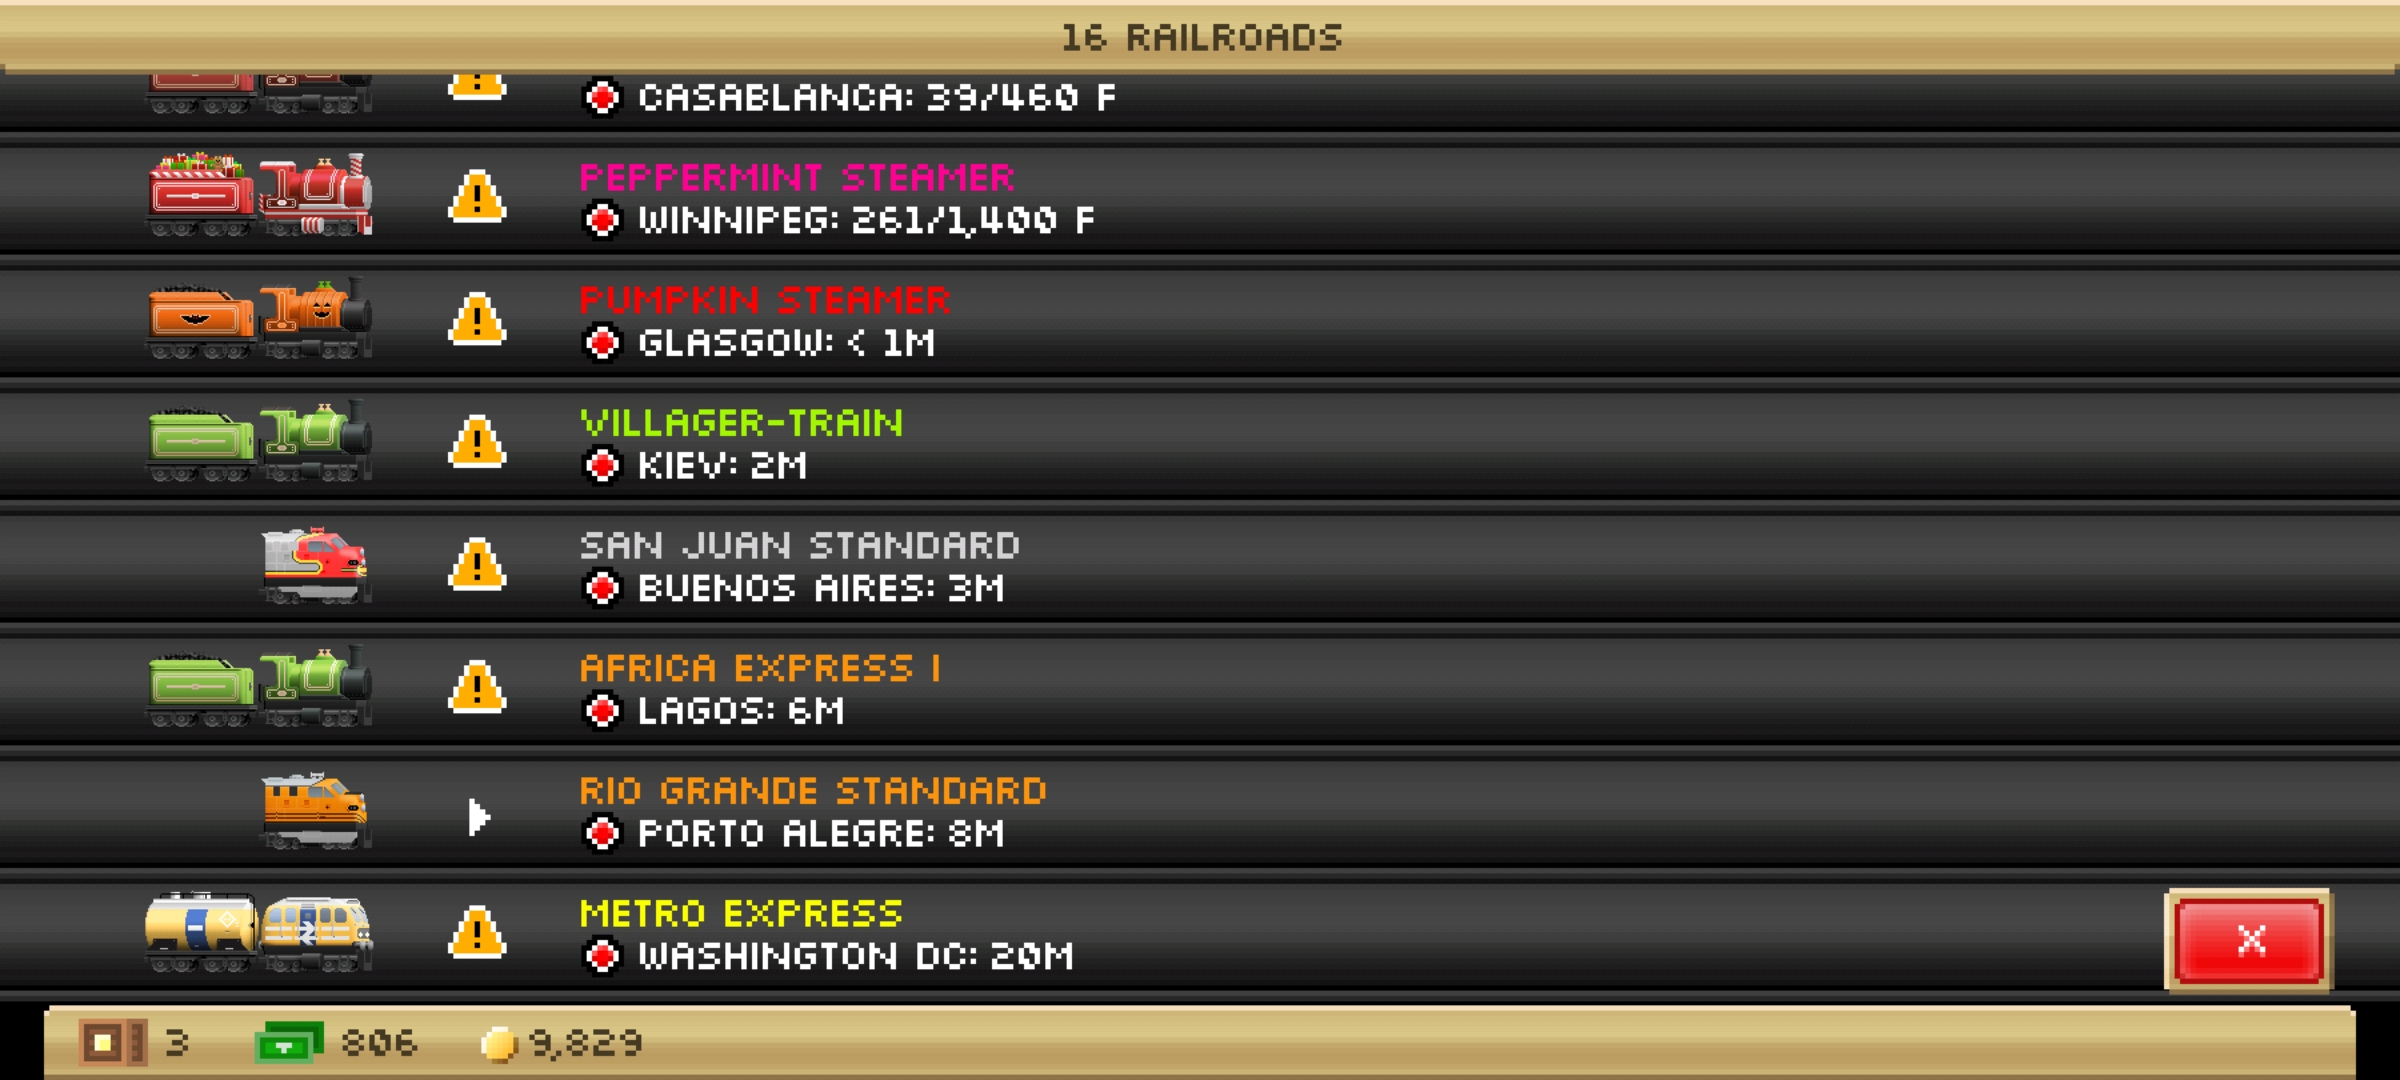 16 RAILROADS
CASABLANCA: 39/460 F
PEPPERMINT STEAMER
WINNIPEG: 261/1,400 F
PUMPKIN STEAMER
GLASGOW: < 1M
VILLAGER-TRAIN
KIEV: 2M
SAN JUAN STANDARD
BUENOS AIRES: 3M
AFRICA EXPRESS I
LAGOS: 6M
RIO GRANDE STANDARD
PORTO ALEGRE: 8M
METRO EXPRESS
WASHINGTON DC: 20M
X
3 806 9,829